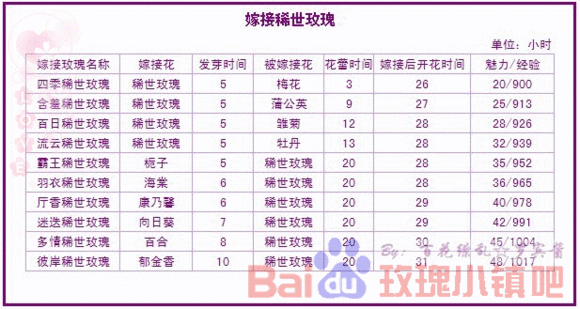 嫁接稀世玫瑰
单位：小时
嫁接玫瑰名称 嫁接花 发芽时间 被嫁接花 花蕾时间 嫁接后开花时间 魅力/经验
四季稀世玫瑰 稀世玫瑰 5 梅花 3 26 20/900
含羞稀世玫瑰 稀世玫瑰 5 蒲公英 9 27 25/913
百日稀世玫瑰 稀世玫瑰 5 雏菊 12 28 28/926
流云稀世玫瑰 稀世玫瑰 5 牡丹 13 28 32/939
霸王稀世玫瑰 栀子 5 稀世玫瑰 20 28 35/952
羽衣稀世玫瑰 海棠 6 稀世玫瑰 20 28 36/965
厅香稀世玫瑰 康乃馨 6 稀世玫瑰 20 29 40/978
迷迭稀世玫瑰 向日葵 7 稀世玫瑰 20 29 42/991
多情稀世玫瑰 百合 8 稀世玫瑰 20 30 45/1004
彼岸稀世玫瑰 郁金香 10 稀世玫瑰 20 31 48/1017
By: 百花缭乱
Bai du 玫瑰小镇吧